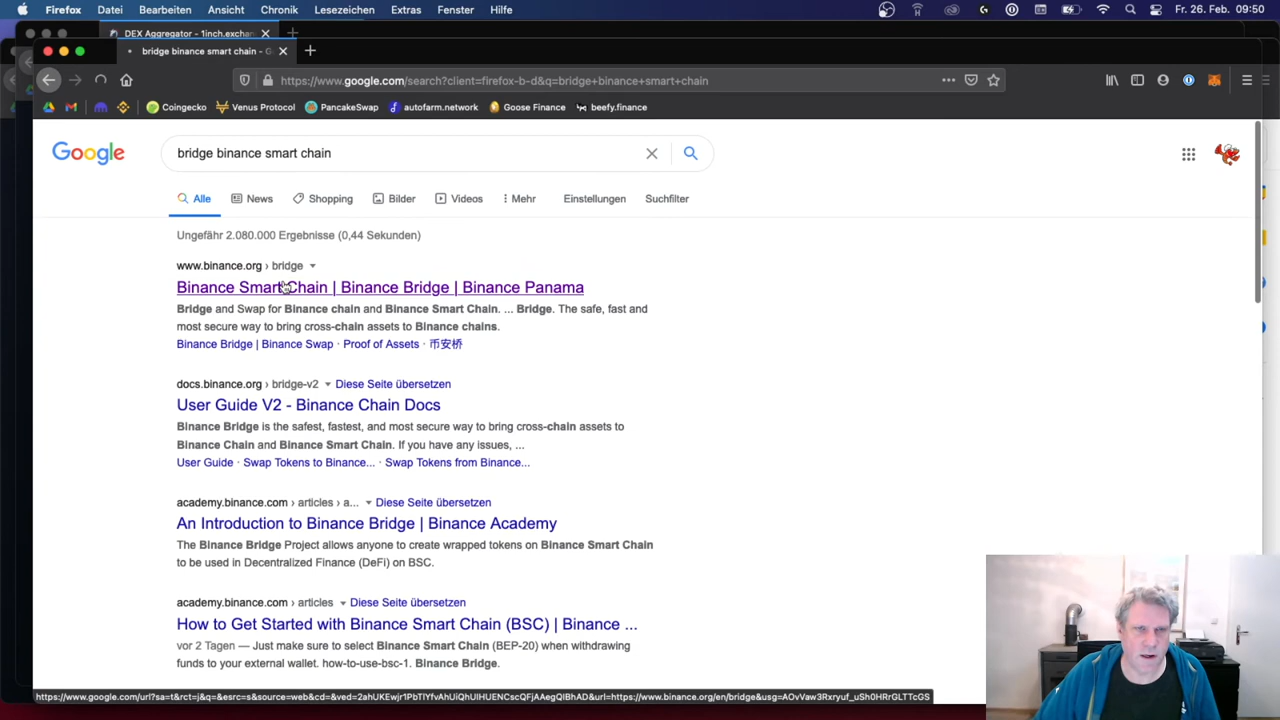 Firefox Datei Bearbeiten Ansicht Chronik Lesezeichen Extras Fenster Hilfe Fr. 26. Feb. 09:50
DEX Aggregator - 1inch.exchan
bridge binance smart chain - G
https://www.google.com/search?client=firefox-b-d&q=bridge+binance+smart+chain
Coingecko Venus Protocol PancakeSwap autofarm.network Goose Finance beefy.finance
Google bridge binance smart chain
Alle News Shopping Bilder Videos Mehr Einstellungen Suchfilter
Ungefähr 2.080.000 Ergebnisse (0,44 Sekunden)
www.binance.org › bridge
Binance Smart Chain | Binance Bridge | Binance Panama
Bridge and Swap for Binance chain and Binance Smart Chain. ... Bridge. The safe, fast and
most secure way to bring cross-chain assets to Binance chains.
Binance Bridge | Binance Swap · Proof of Assets · 币安桥
docs.binance.org › bridge-v2 Diese Seite übersetzen
User Guide V2 - Binance Chain Docs
Binance Bridge is the safest, fastest, and most secure way to bring cross-chain assets to
Binance Chain and Binance Smart Chain. If you have any issues, ...
User Guide · Swap Tokens to Binance... · Swap Tokens from Binance...
academy.binance.com › articles › a... Diese Seite übersetzen
An Introduction to Binance Bridge | Binance Academy
The Binance Bridge Project allows anyone to create wrapped tokens on Binance Smart Chain
to be used in Decentralized Finance (DeFi) on BSC.
academy.binance.com › articles Diese Seite übersetzen
How to Get Started with Binance Smart Chain (BSC) | Binance ...
vor 2 Tagen — Just make sure to select Binance Smart Chain (BEP-20) when withdrawing
funds to your external wallet. how-to-use-bsc-1. Binance Bridge.